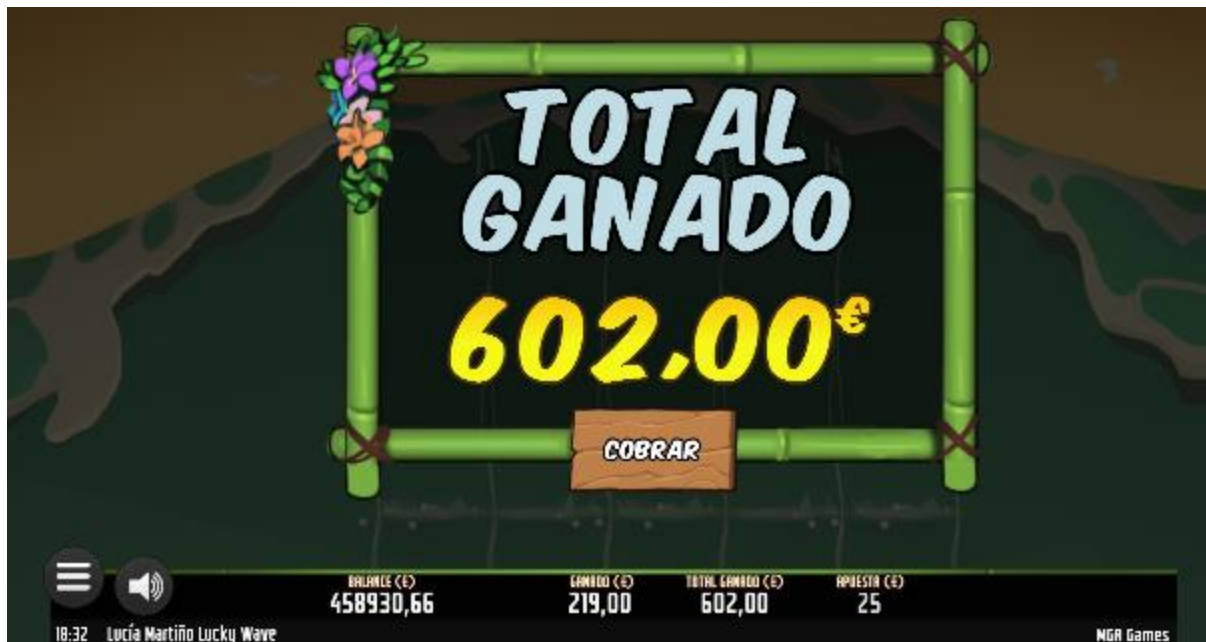 TOTAL
GANADO
602,00€
COBRAR
BALANCE (€) GANADO (€) TOTAL GANADO (€) APUESTA (€)
458930,66 219,00 602,00 25
18:32 Lucía Martiño Lucky Wave NGA Games